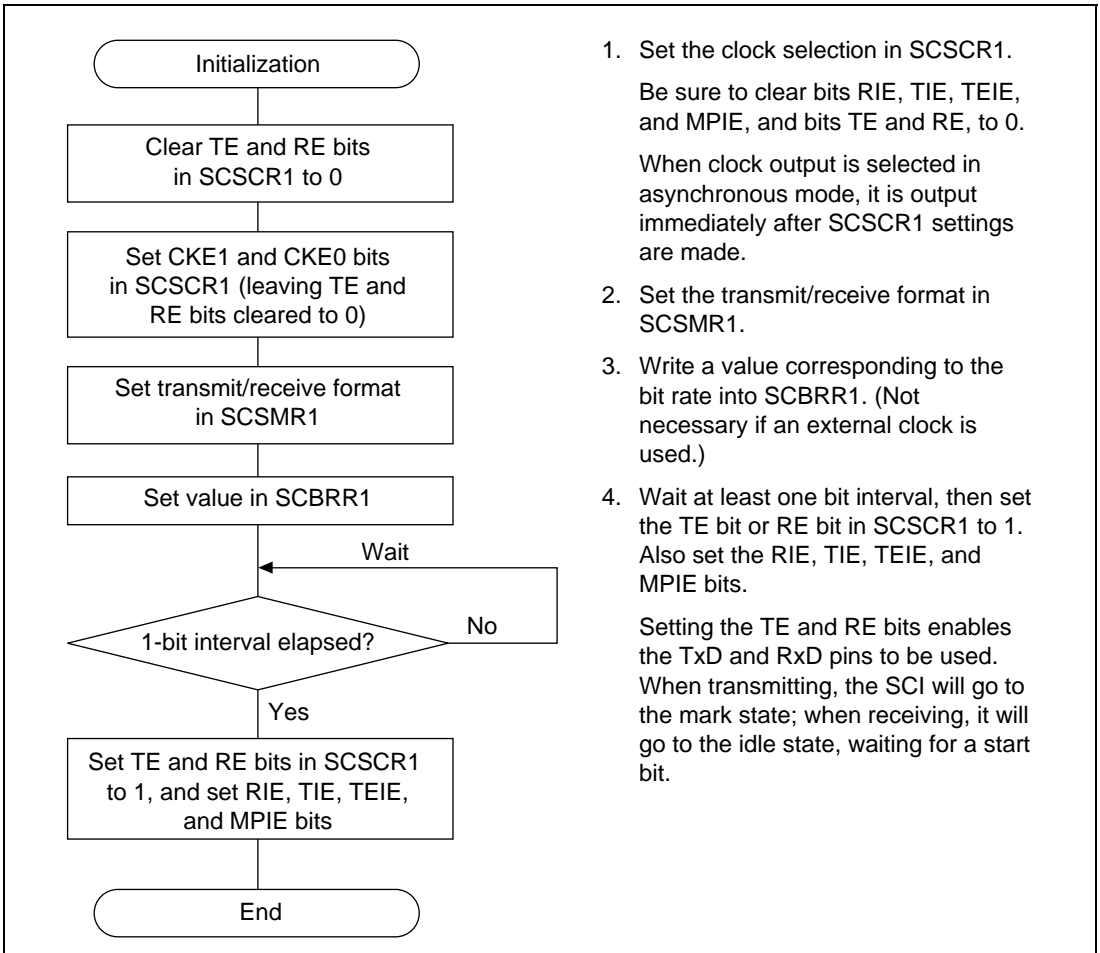 Initialization
Clear TE and RE bits
in SCSCR1 to 0
Set CKE1 and CKE0 bits
in SCSCR1 (leaving TE and
RE bits cleared to 0)
Set transmit/receive format
in SCSMR1
Set value in SCBRR1
Wait
1-bit interval elapsed?
No
Yes
Set TE and RE bits in SCSCR1
to 1, and set RIE, TIE, TEIE,
and MPIE bits
End
1. Set the clock selection in SCSCR1.
Be sure to clear bits RIE, TIE, TEIE,
and MPIE, and bits TE and RE, to 0.
When clock output is selected in
asynchronous mode, it is output
immediately after SCSCR1 settings
are made.
2. Set the transmit/receive format in
SCSMR1.
3. Write a value corresponding to the
bit rate into SCBRR1. (Not
necessary if an external clock is
used.)
4. Wait at least one bit interval, then set
the TE bit or RE bit in SCSCR1 to 1.
Also set the RIE, TIE, TEIE, and
MPIE bits.
Setting the TE and RE bits enables
the TxD and RxD pins to be used.
When transmitting, the SCI will go to
the mark state; when receiving, it will
go to the idle state, waiting for a start
bit.